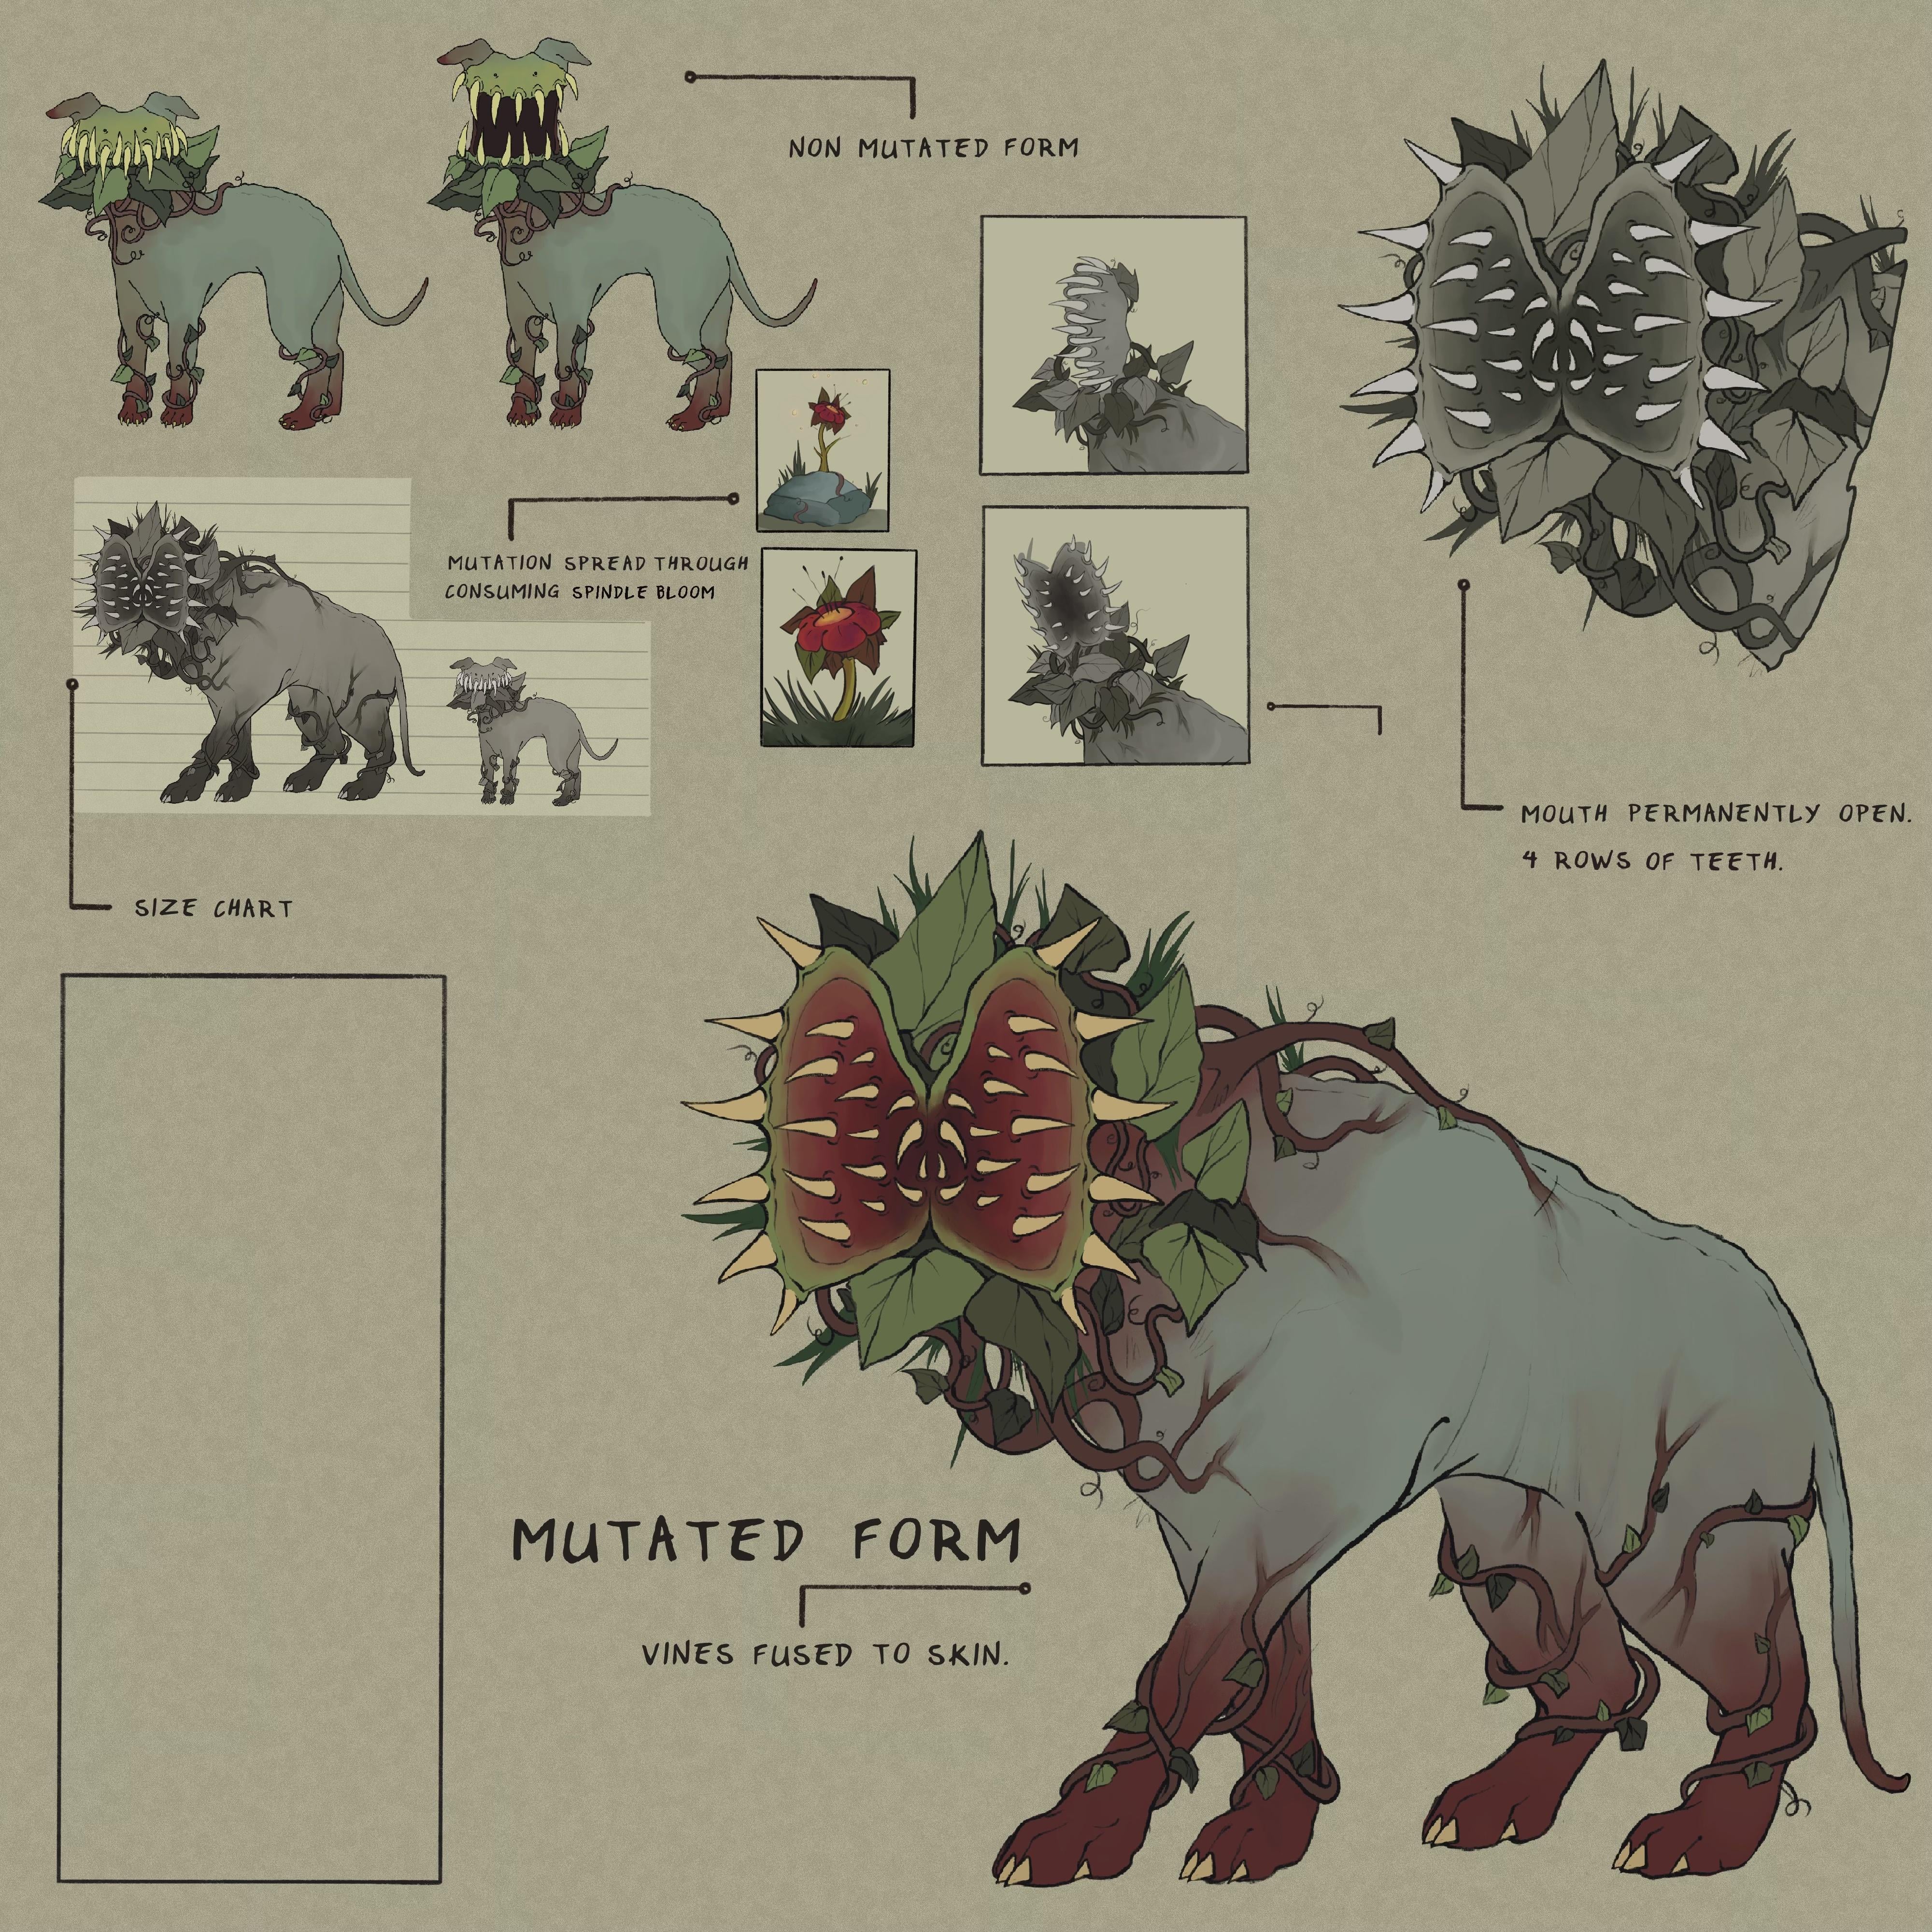 NON MUTATED FORM
MUTATION SPREAD THROUGH
CONSUMING SPINDLE BLOOM
MOUTH PERMANENTLY OPEN.
4 ROWS OF TEETH.
SIZE CHART
MUTATED FORM
VINES FUSED TO SKIN.